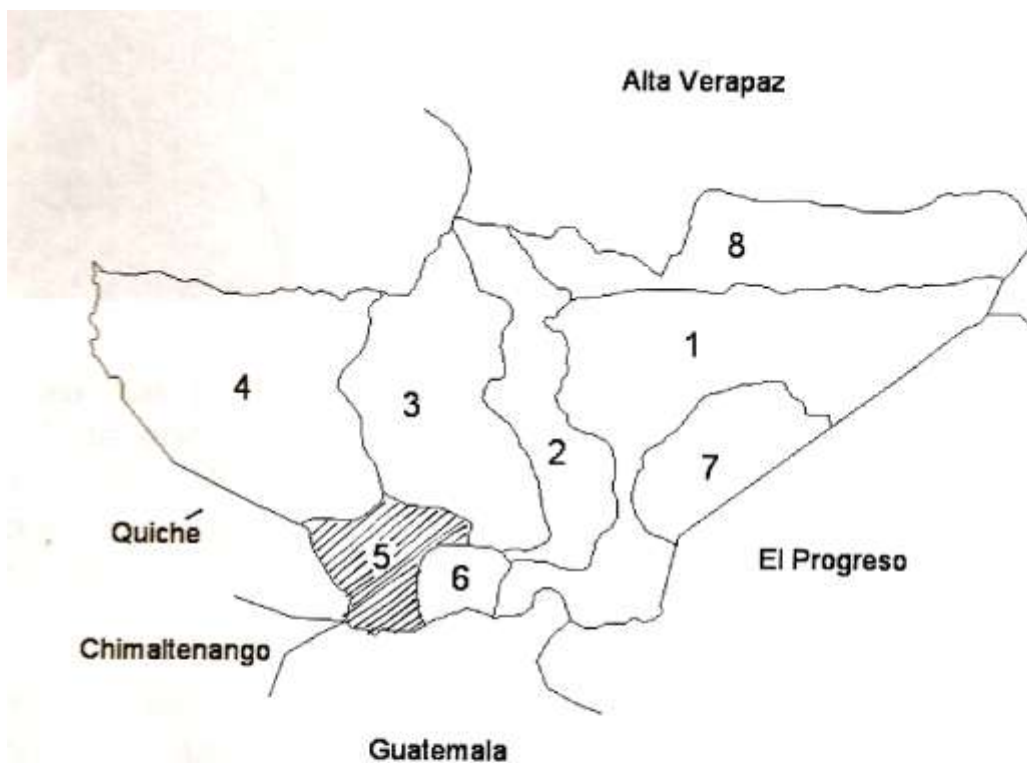 Alta Verapaz
8
1
4
3
2
7
Quiché
5
El Progreso
6
Chimaltenango
Guatemala